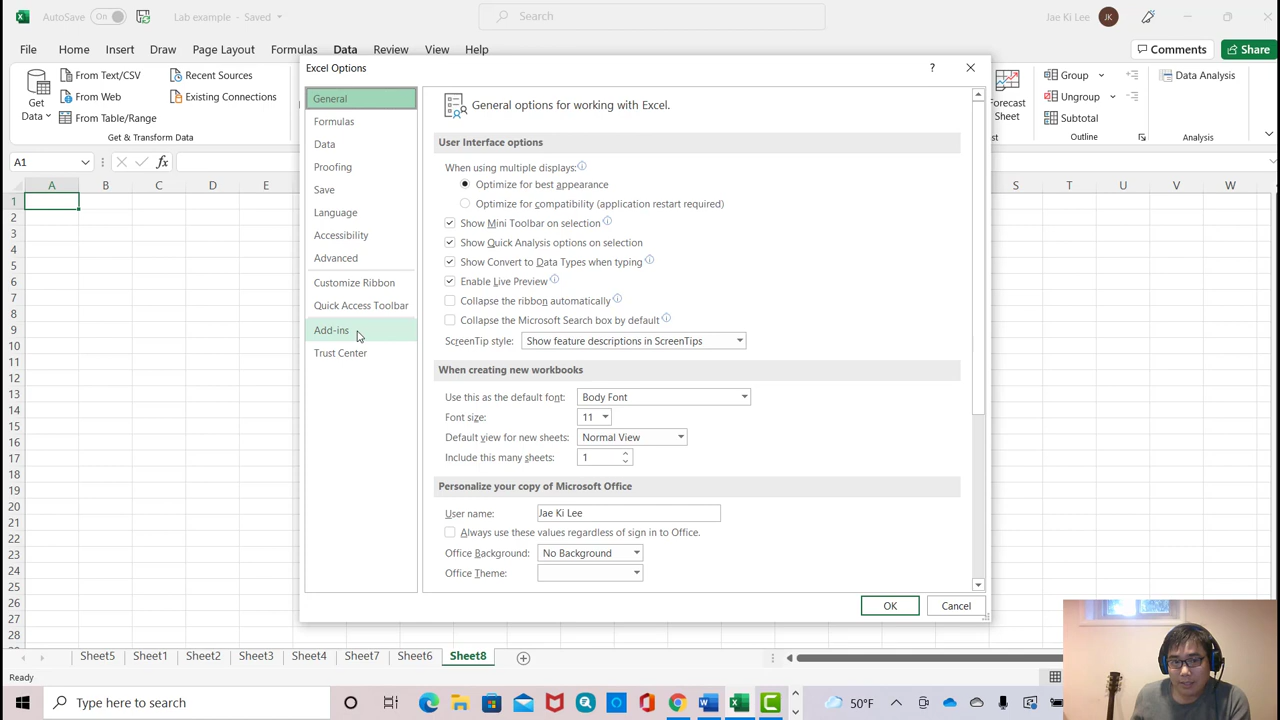 AutoSave On Lab example - Saved Search Jae Ki Lee JK
File Home Insert Draw Page Layout Formulas Data Review View Help Comments Share
Get Data
From Text/CSV
From Web
From Table/Range
Recent Sources
Existing Connections
Get & Transform Data
Forecast Sheet
Group
Ungroup
Subtotal
Outline
Data Analysis
Analysis
A1 fx
A B C D E S T U V W
1
2
3
4
5
6
7
8
9
10
11
12
13
14
15
16
17
18
19
20
21
22
23
24
25
26
27
28
Excel Options ?
General
Formulas
Data
Proofing
Save
Language
Accessibility
Advanced
Customize Ribbon
Quick Access Toolbar
Add-ins
Trust Center
General options for working with Excel.
User Interface options
When using multiple displays:
Optimize for best appearance
Optimize for compatibility (application restart required)
Show Mini Toolbar on selection
Show Quick Analysis options on selection
Show Convert to Data Types when typing
Enable Live Preview
Collapse the ribbon automatically
Collapse the Microsoft Search box by default
ScreenTip style: Show feature descriptions in ScreenTips
When creating new workbooks
Use this as the default font: Body Font
Font size: 11
Default view for new sheets: Normal View
Include this many sheets: 1
Personalize your copy of Microsoft Office
User name: Jae Ki Lee
Always use these values regardless of sign in to Office.
Office Background: No Background
Office Theme:
OK Cancel
Sheet5 Sheet1 Sheet2 Sheet3 Sheet4 Sheet7 Sheet6 Sheet8
Ready
Type here to search 50°F